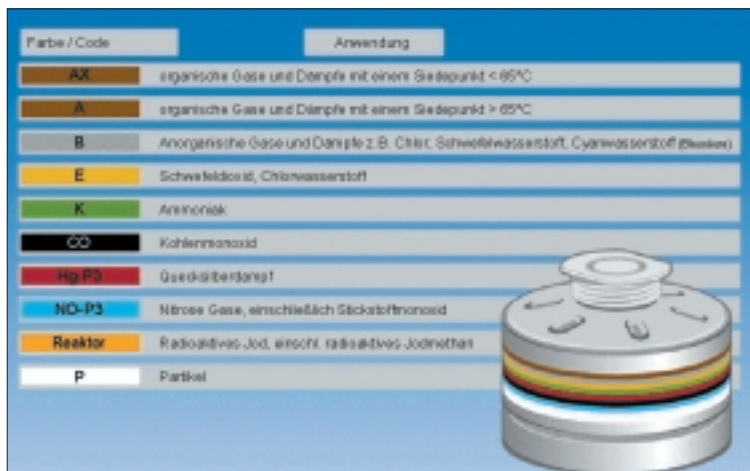 Farbe / Code Anwendung
AX organische Gase und Dämpfe mit einem Siedepunkt < 65°C
A organische Gase und Dämpfe mit einem Siedepunkt > 65°C
B Anorganische Gase und Dämpfe z.B. Chlor, Schwefelwasserstoff, Cyanwasserstoff (Blausäure)
E Schwefeldioxid, Chlorwasserstoff
K Ammoniak
CO Kohlenmonoxid
Hg P3 Quecksilberdampf
NO-P3 Nitrose Gase, einschließlich Stickstoffmonoxid
Reaktor Radioaktives Jod, einschl. radioaktives Jodmethan
P Partikel